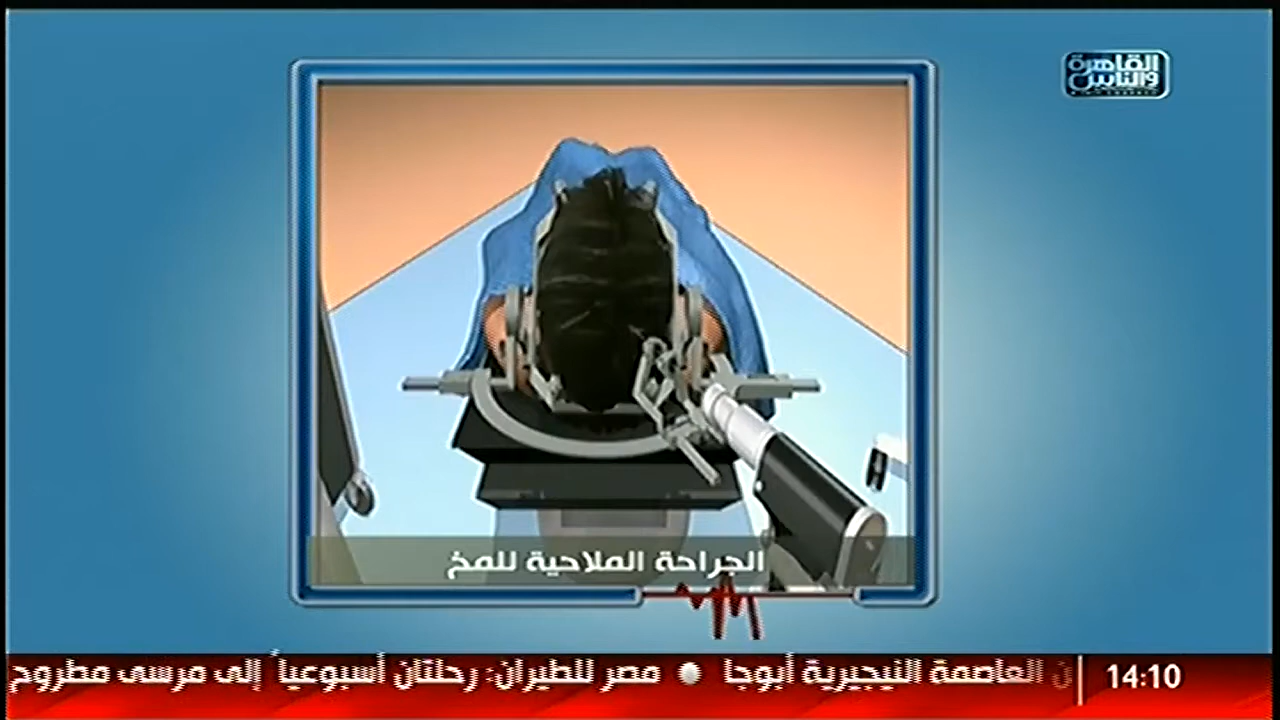 القاهرة
والناس
الجراحة الملاحية للمخ
العاصمة النيجيرية أبوجا ● مصر للطيران: رحلتان أسبوعياً إلى مرسى مطروح
14:10